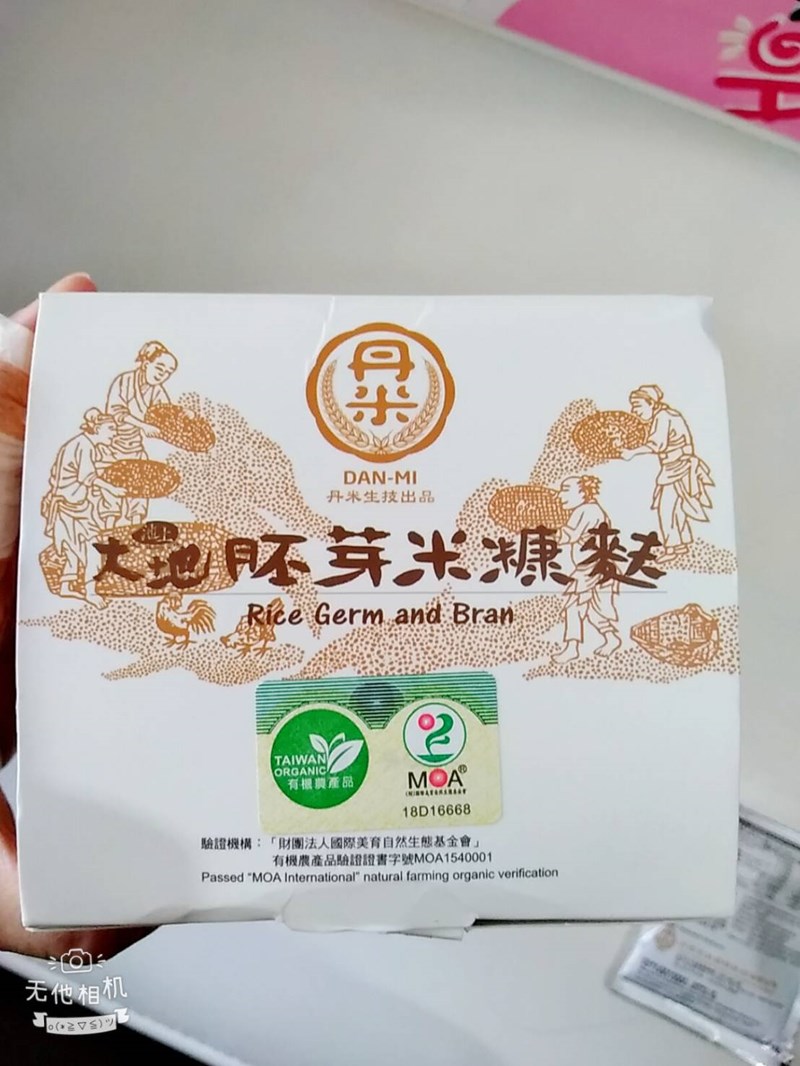 丹米
DAN-MI
丹米生技出品
池上
大地胚芽米糠麩
Rice Germ and Bran
TAIWAN
ORGANIC
有機農產品
MOA®
18D16668
驗證機構：「財團法人國際美育自然生態基金會」
有機農產品驗證證書字號MOA1540001
Passed "MOA International" natural farming organic verification
无他相机
o(*≧▽≦)ツ